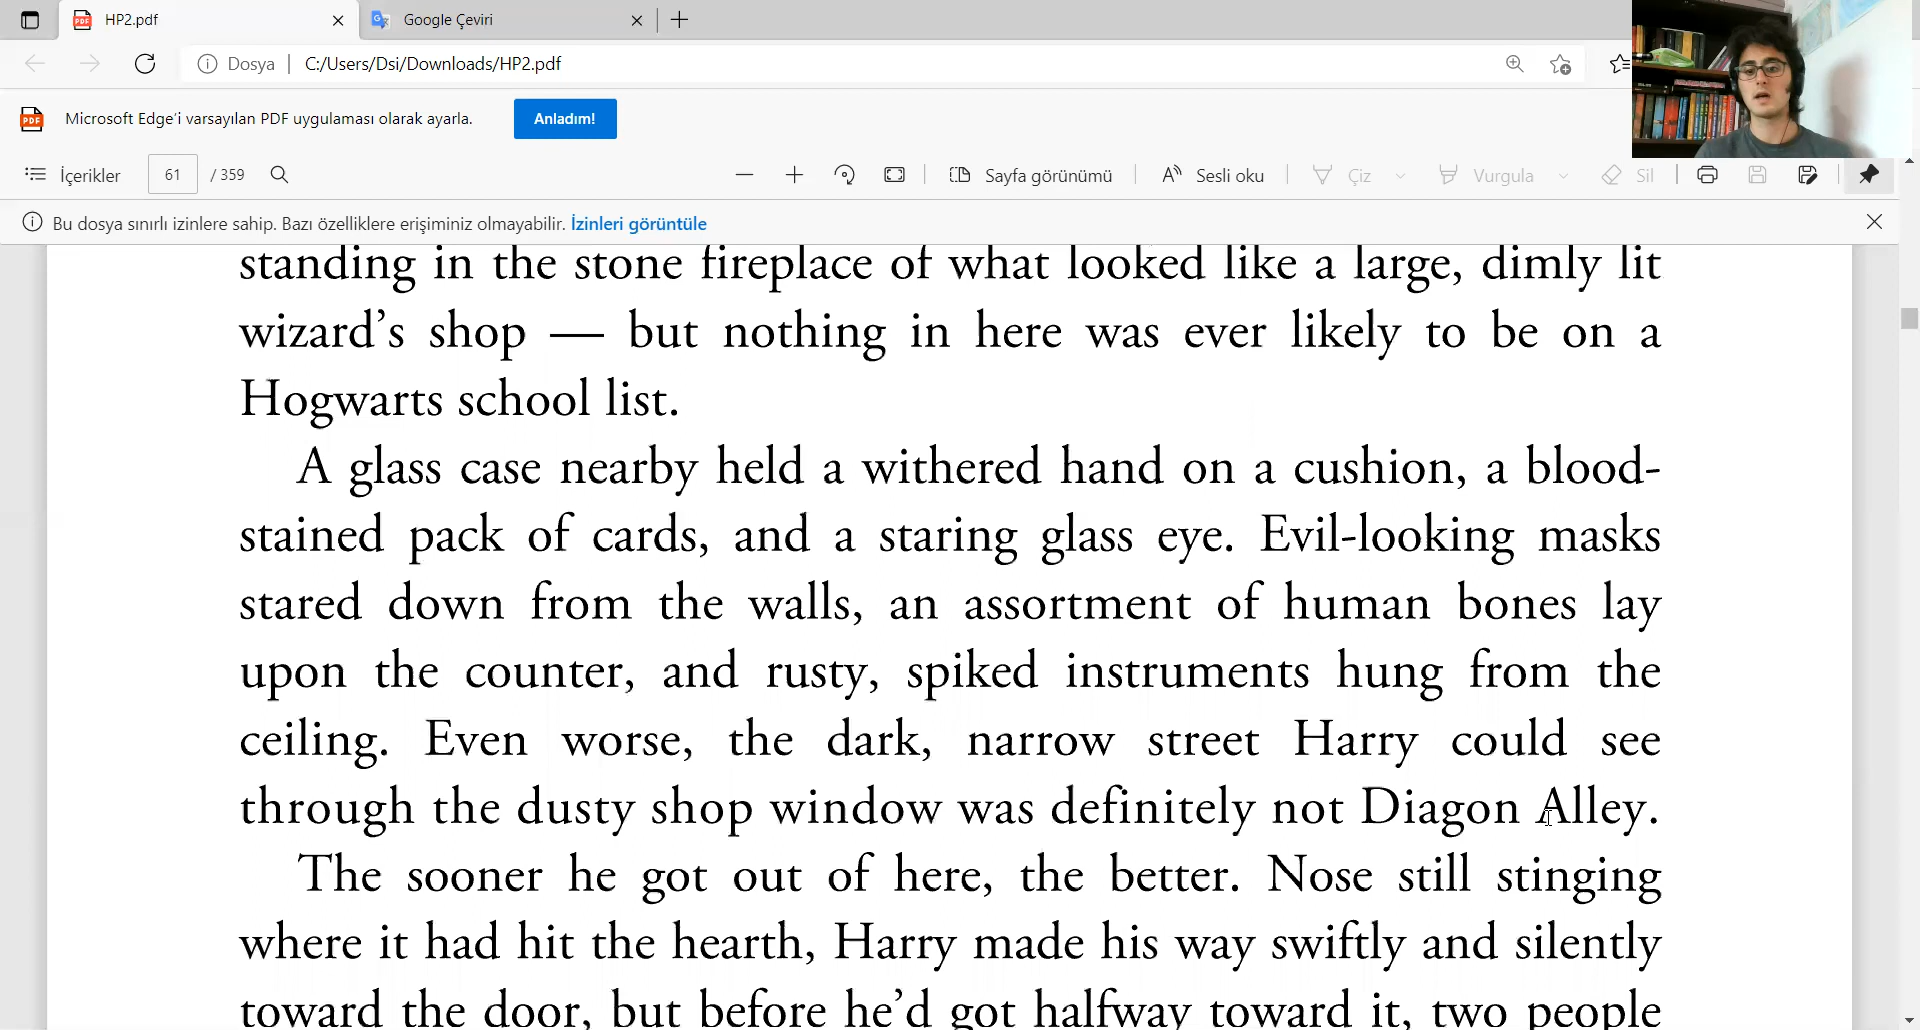 HP2.pdf
Google Çeviri
Dosya
C:/Users/Dsi/Downloads/HP2.pdf
PDF
Microsoft Edge'i varsayılan PDF uygulaması olarak ayarla.
Anladım!
İçerikler
61
/ 359
Sayfa görünümü
Sesli oku
Çiz
Vurgula
Sil
Bu dosya sınırlı izinlere sahip. Bazı özelliklere erişiminiz olmayabilir. İzinleri görüntüle
standing in the stone fireplace of what looked like a large, dimly lit
wizard’s shop — but nothing in here was ever likely to be on a
Hogwarts school list.
A glass case nearby held a withered hand on a cushion, a blood-
stained pack of cards, and a staring glass eye. Evil-looking masks
stared down from the walls, an assortment of human bones lay
upon the counter, and rusty, spiked instruments hung from the
ceiling. Even worse, the dark, narrow street Harry could see
through the dusty shop window was definitely not Diagon Alley.
The sooner he got out of here, the better. Nose still stinging
where it had hit the hearth, Harry made his way swiftly and silently
toward the door, but before he’d got halfway toward it, two people